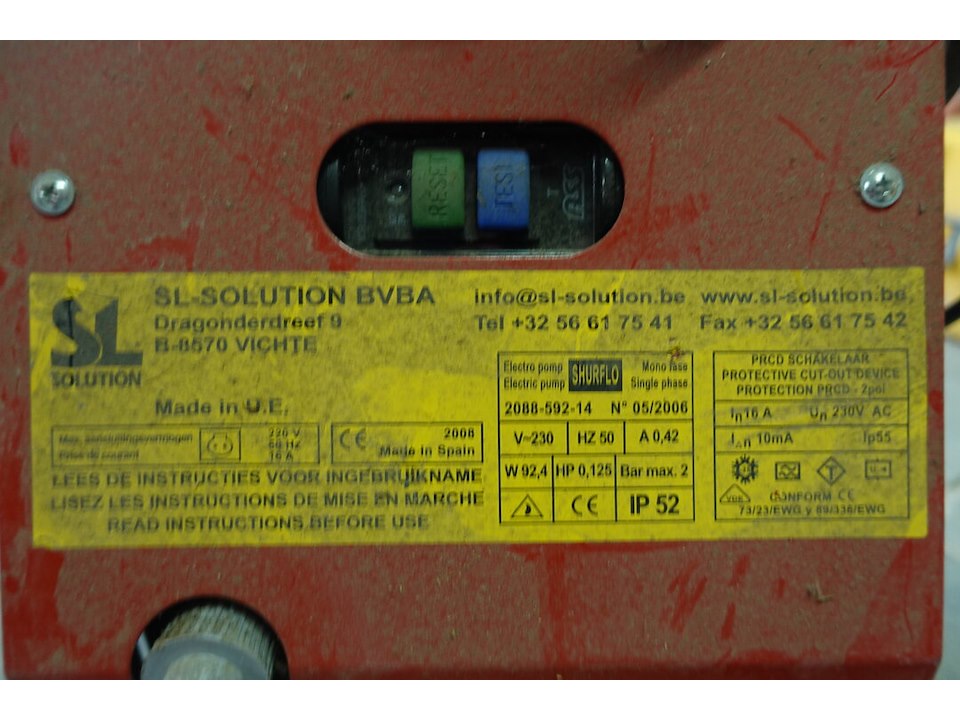 RESET
TEST
SL
SOLUTION
SL-SOLUTION BVBA
Dragonderdreef 9
B-8570 VICHTE
info@sl-solution.be www.sl-solution.be
Tel +32 56 61 75 41 Fax +32 56 61 75 42
Made in U.E.
220 V
16 A
CE 2008
Made in Spain
LEES DE INSTRUCTIES VOOR INGEBRUIKNAME
LISEZ LES INSTRUCTIONS DE MISE EN MARCHE
READ INSTRUCTIONS BEFORE USE
Electro pomp SHURFLO Mono fase
Electric pump Single phase
2088-592-14 N° 05/2006
V~230 HZ 50 A 0,42
W 92,4 HP 0,125 Bar max. 2
CE IP 52
PRCD SCHAKELAAR
PROTECTIVE CUT-OUT DEVICE
PROTECTION PRCD - 2pol
In 16 A Un 230V AC
I△n 10mA Ip55
CONFORM CE
73/23/EWG y 89/336/EWG